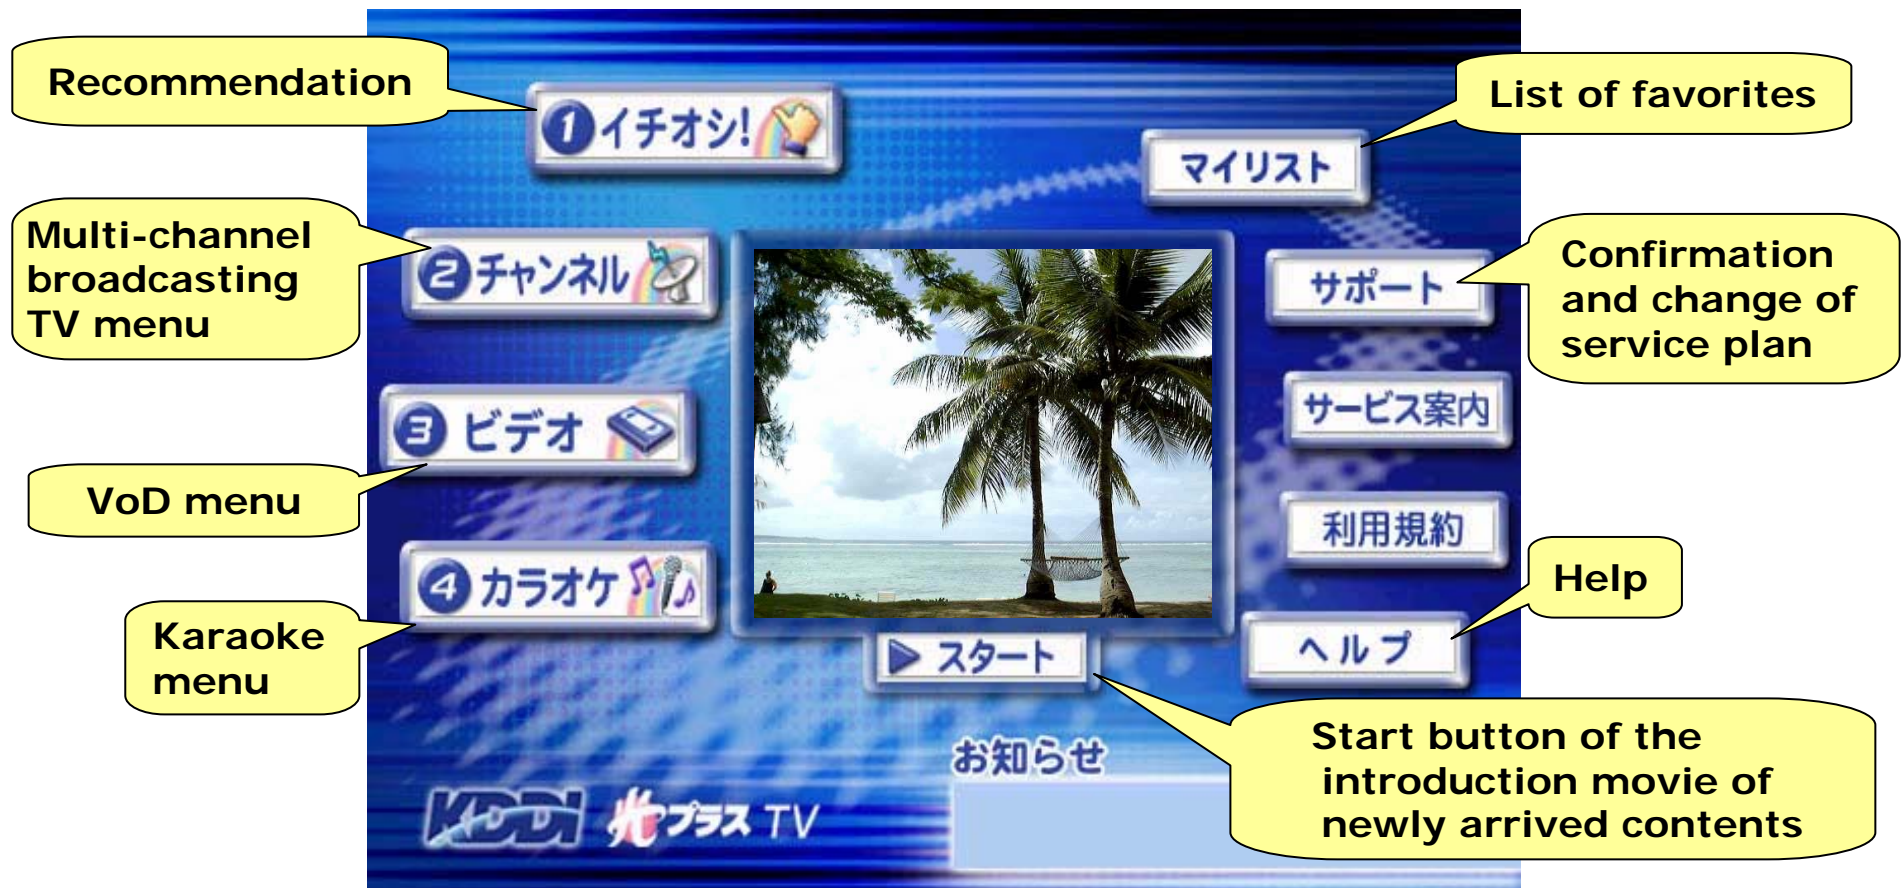 Recommendation
①イチオシ!
List of favorites
マイリスト
Multi-channel
broadcasting
TV menu
②チャンネル
サポート
Confirmation
and change of
service plan
③ビデオ
サービス案内
VoD menu
利用規約
④カラオケ
Help
Karaoke
menu
スタート
ヘルプ
お知らせ
Start button of the
introduction movie of
newly arrived contents
KDDI 光プラス TV